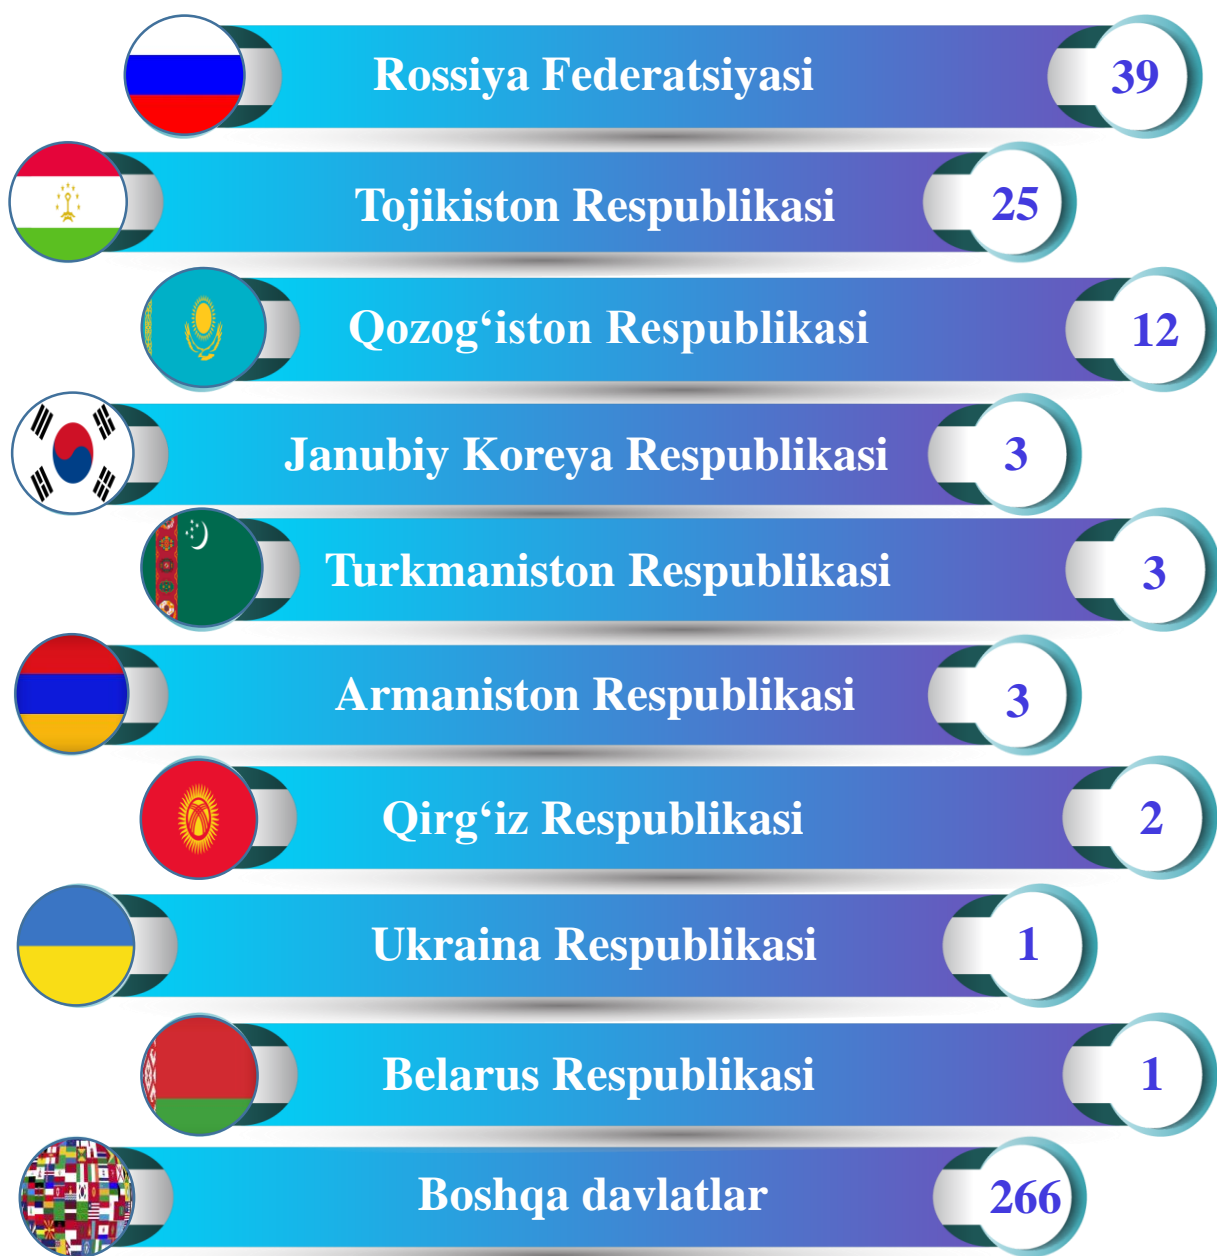 Rossiya Federatsiyasi 39
Tojikiston Respublikasi 25
Qozog‘iston Respublikasi 12
Janubiy Koreya Respublikasi 3
Turkmaniston Respublikasi 3
Armaniston Respublikasi 3
Qirg‘iz Respublikasi 2
Ukraina Respublikasi 1
Belarus Respublikasi 1
Boshqa davlatlar 266